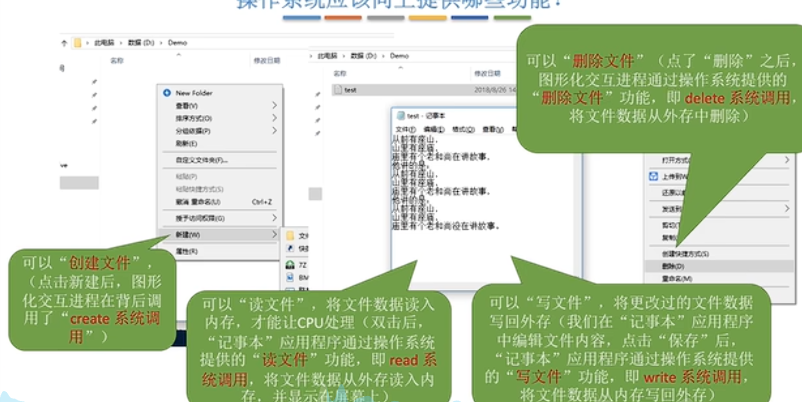 操作系统应该向上提供哪些功能？
此电脑 > 数据 (D:) > Demo
名称
修改日期
New Folder
查看(V)
排序方式(O)
分组依据(P)
刷新(E)
自定义文件夹(F)...
粘贴(P)
粘贴快捷方式(S)
撤消 重命名(U) Ctrl+Z
授予访问权限(G)
新建(W)
属性(R)
此电脑 > 数据 (D:) > Demo
名称
修改日期
test
2018/8/26 14
test - 记事本
文件(F) 编辑(E) 格式(O) 查看(V)
从前有座山，
山里有座庙，
庙里有个老和尚在讲故事，
他讲的是，
从前有座山，
山里有座庙，
庙里有个老和尚在讲故事，
他讲的是，
从前有座山，
山里有座庙，
庙里有个老和尚没在讲故事。
可以“删除文件”（点了“删除”之后，
图形化交互进程通过操作系统提供的
“删除文件”功能，即 delete 系统调用，
将文件数据从外存中删除）
打开方式
上传到W
发送到
剪切
复制
创建快捷方式(S)
删除(D)
重命名(M)
可以“创建文件”，
（点击新建后，图形
化交互进程在背后调
用了“create 系统调
用”）
可以“读文件”，将文件数据读入
内存，才能让CPU处理（双击后，
“记事本”应用程序通过操作系统
提供的“读文件”功能，即 read 系
统调用，将文件数据从外存读入内
存，并显示在屏幕上）
可以“写文件”，将更改过的文件数据
写回外存（我们在“记事本”应用程序
中编辑文件内容，点击“保存”后，
“记事本”应用程序通过操作系统提供
的“写文件”功能，即 write 系统调用，
将文件数据从内存写回外存）